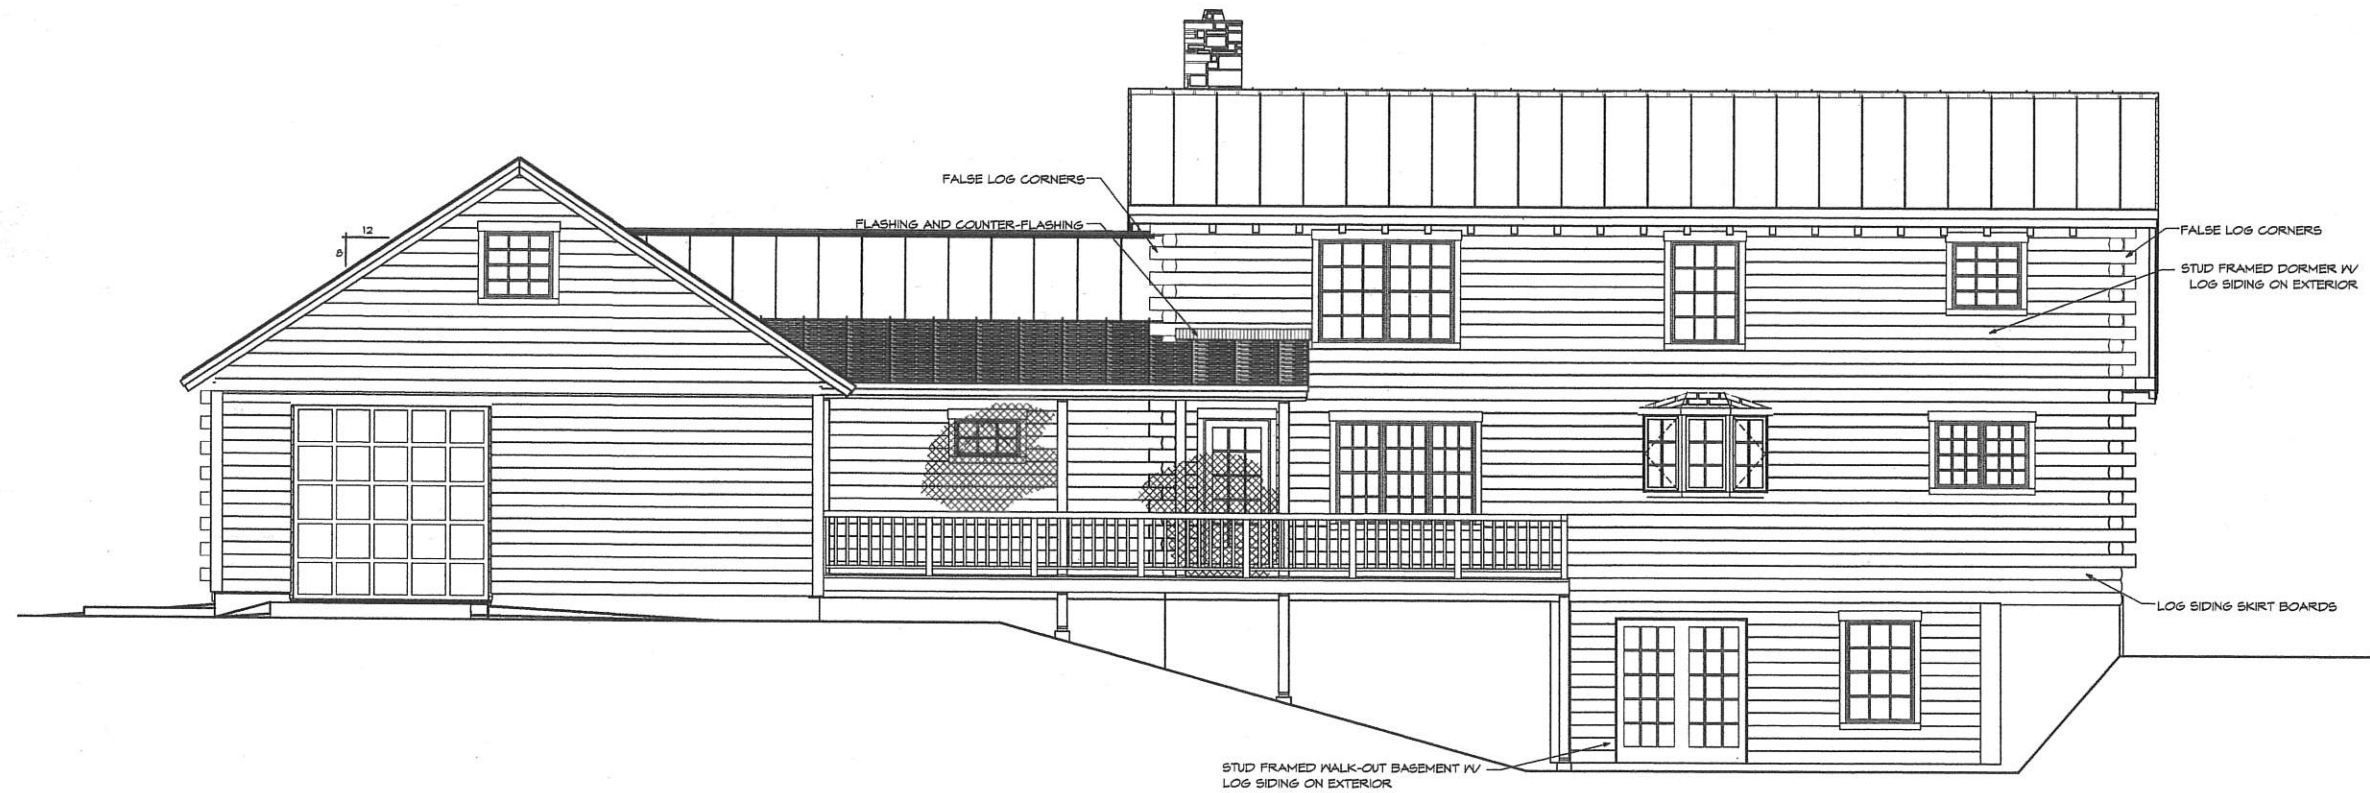 FALSE LOG CORNERS
FLASHING AND COUNTER-FLASHING
12
8
FALSE LOG CORNERS
STUD FRAMED DORMER W/
LOG SIDING ON EXTERIOR
LOG SIDING SKIRT BOARDS
STUD FRAMED WALK-OUT BASEMENT W/
LOG SIDING ON EXTERIOR